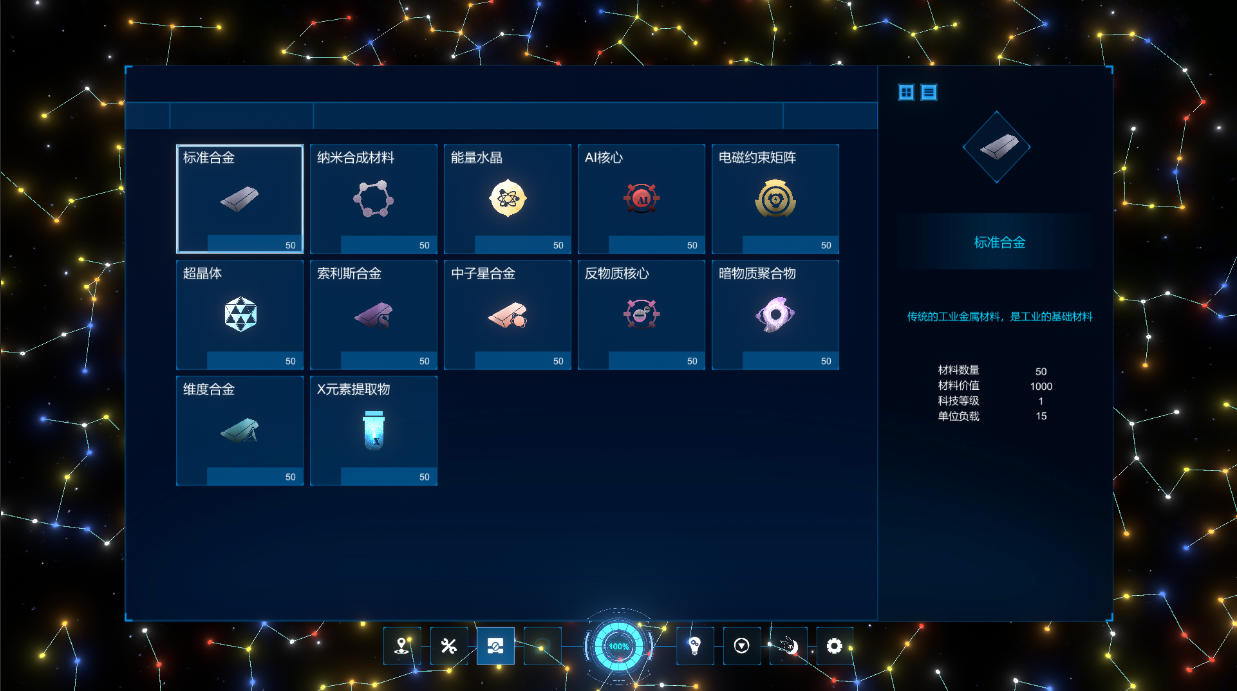 标准合金
50
纳米合成材料
50
能量水晶
50
AI核心
AI
50
电磁约束矩阵
50
超晶体
50
索利斯合金
S
50
中子星合金
50
反物质核心
50
暗物质聚合物
50
维度合金
50
X元素提取物
X
50
标准合金
传统的工业金属材料，是工业的基础材料
材料数量 50
材料价值 1000
科技等级 1
单位负载 15
100%